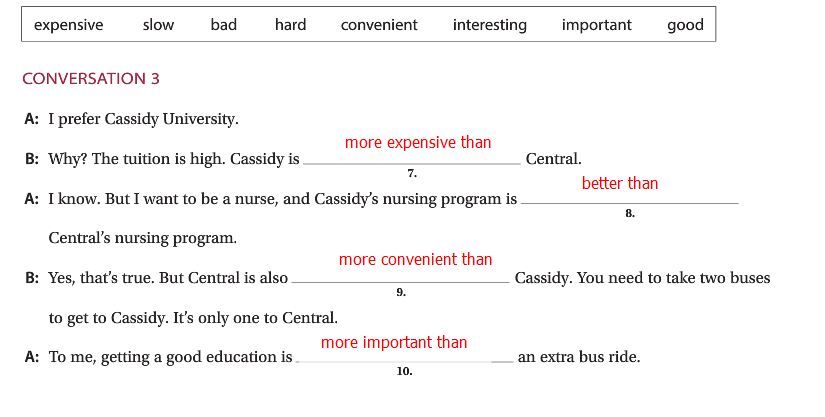 expensive slow bad hard convenient interesting important good
CONVERSATION 3
A: I prefer Cassidy University.
B: Why? The tuition is high. Cassidy is more expensive than Central.
7.
A: I know. But I want to be a nurse, and Cassidy's nursing program is better than
8.
Central's nursing program.
B: Yes, that's true. But Central is also more convenient than Cassidy. You need to take two buses
9.
to get to Cassidy. It's only one to Central.
A: To me, getting a good education is more important than an extra bus ride.
10.